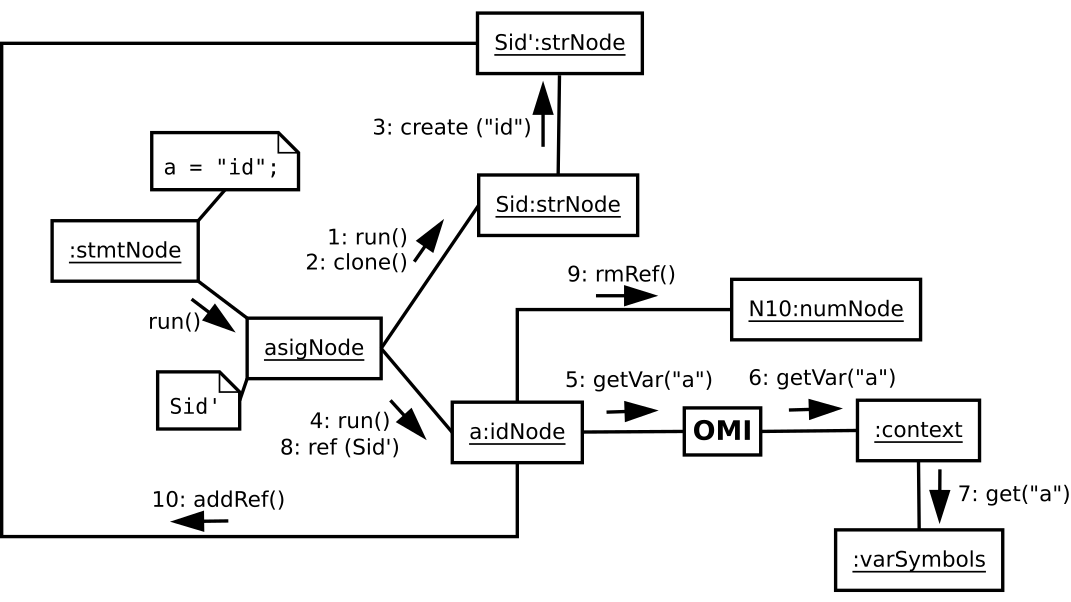 Sid':strNode
3: create ("id")
a = "id";
Sid:strNode
:stmtNode
1: run()
2: clone()
9: rmRef()
N10:numNode
run()
asigNode
5: getVar("a")
6: getVar("a")
Sid'
4: run()
8: ref (Sid')
a:idNode
OMI
:context
10: addRef()
7: get("a")
:varSymbols